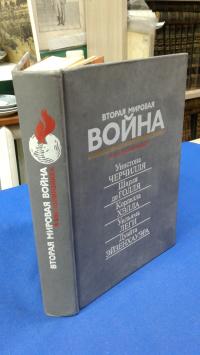 ВТОРАЯ МИРОВАЯ
ВОЙНА
Уинстона
ЧЕРЧИЛЛЯ
Шарля
де ГОЛЛЯ
Корделла
ХЭЛЛА
Уильяма
ЛЕГИ
Дуайта
ЭЙЗЕНХАУЭРА
ВТОРАЯ МИРОВАЯ ВОЙНА